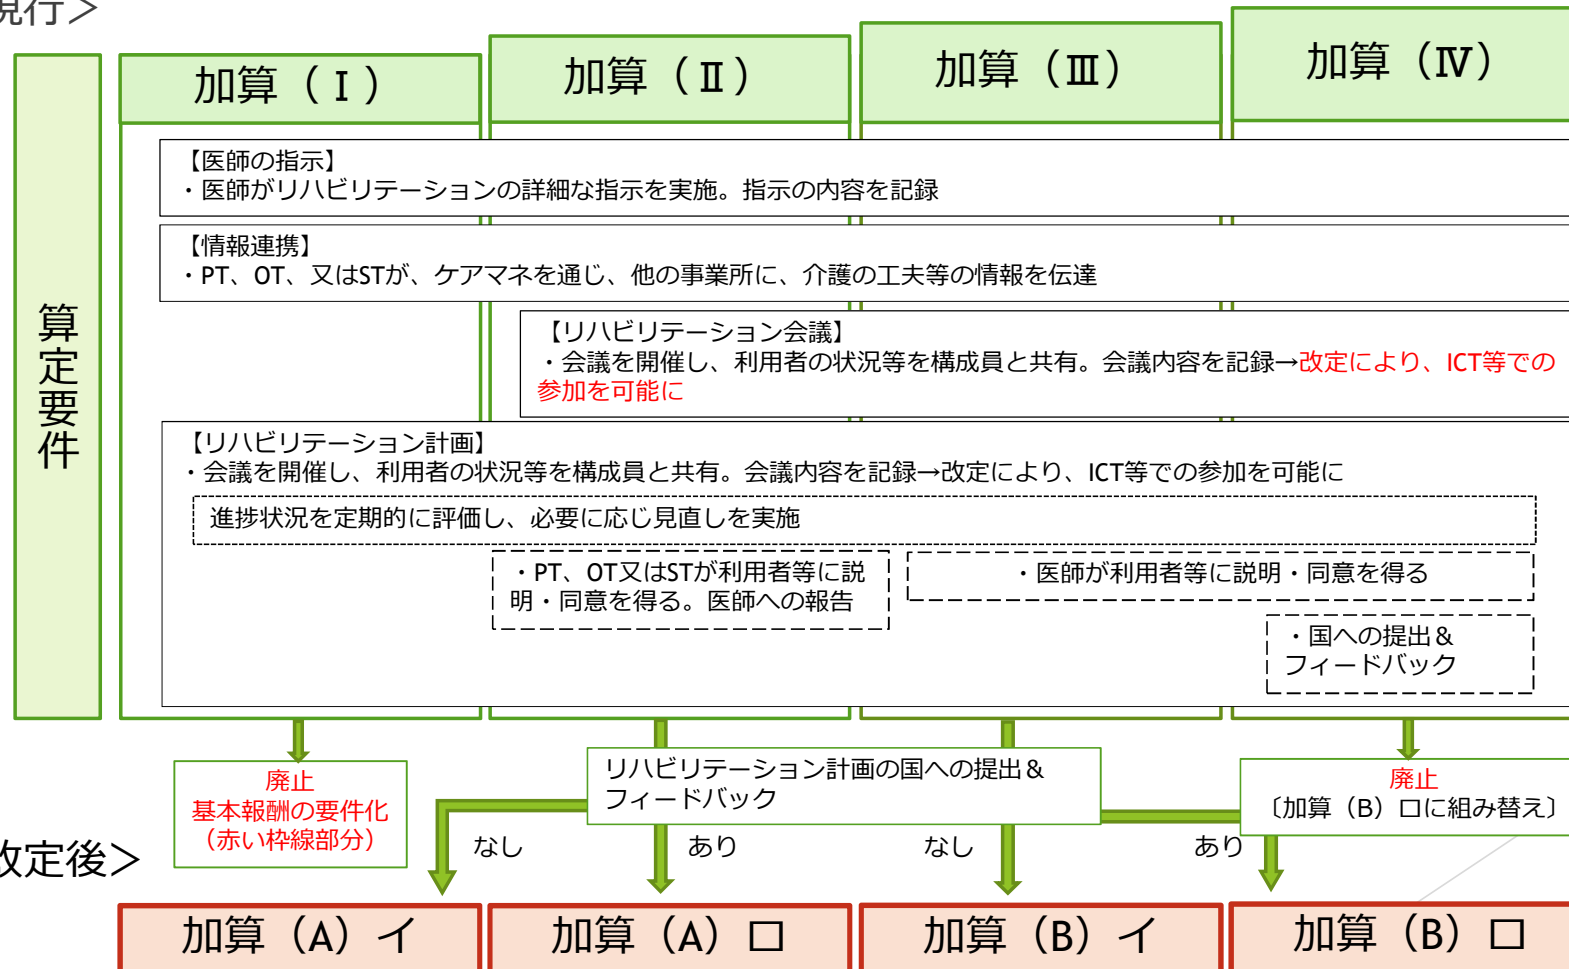 現行＞
加算（Ⅰ）
加算（Ⅱ）
加算（Ⅲ）
加算（Ⅳ）
算定要件
【医師の指示】
・医師がリハビリテーションの詳細な指示を実施。指示の内容を記録
【情報連携】
・PT、OT、又はSTが、ケアマネを通じ、他の事業所に、介護の工夫等の情報を伝達
【リハビリテーション会議】
・会議を開催し、利用者の状況等を構成員と共有。会議内容を記録→改定により、ICT等での
参加を可能に
【リハビリテーション計画】
・会議を開催し、利用者の状況等を構成員と共有。会議内容を記録→改定により、ICT等での参加を可能に
進捗状況を定期的に評価し、必要に応じ見直しを実施
・PT、OT又はSTが利用者等に説
明・同意を得る。医師への報告
・医師が利用者等に説明・同意を得る
・国への提出＆
フィードバック
廃止
基本報酬の要件化
（赤い枠線部分）
リハビリテーション計画の国への提出＆
フィードバック
廃止
〔加算（B）ロに組み替え〕
なし
あり
なし
あり
改定後＞
加算（A）イ
加算（A）ロ
加算（B）イ
加算（B）ロ